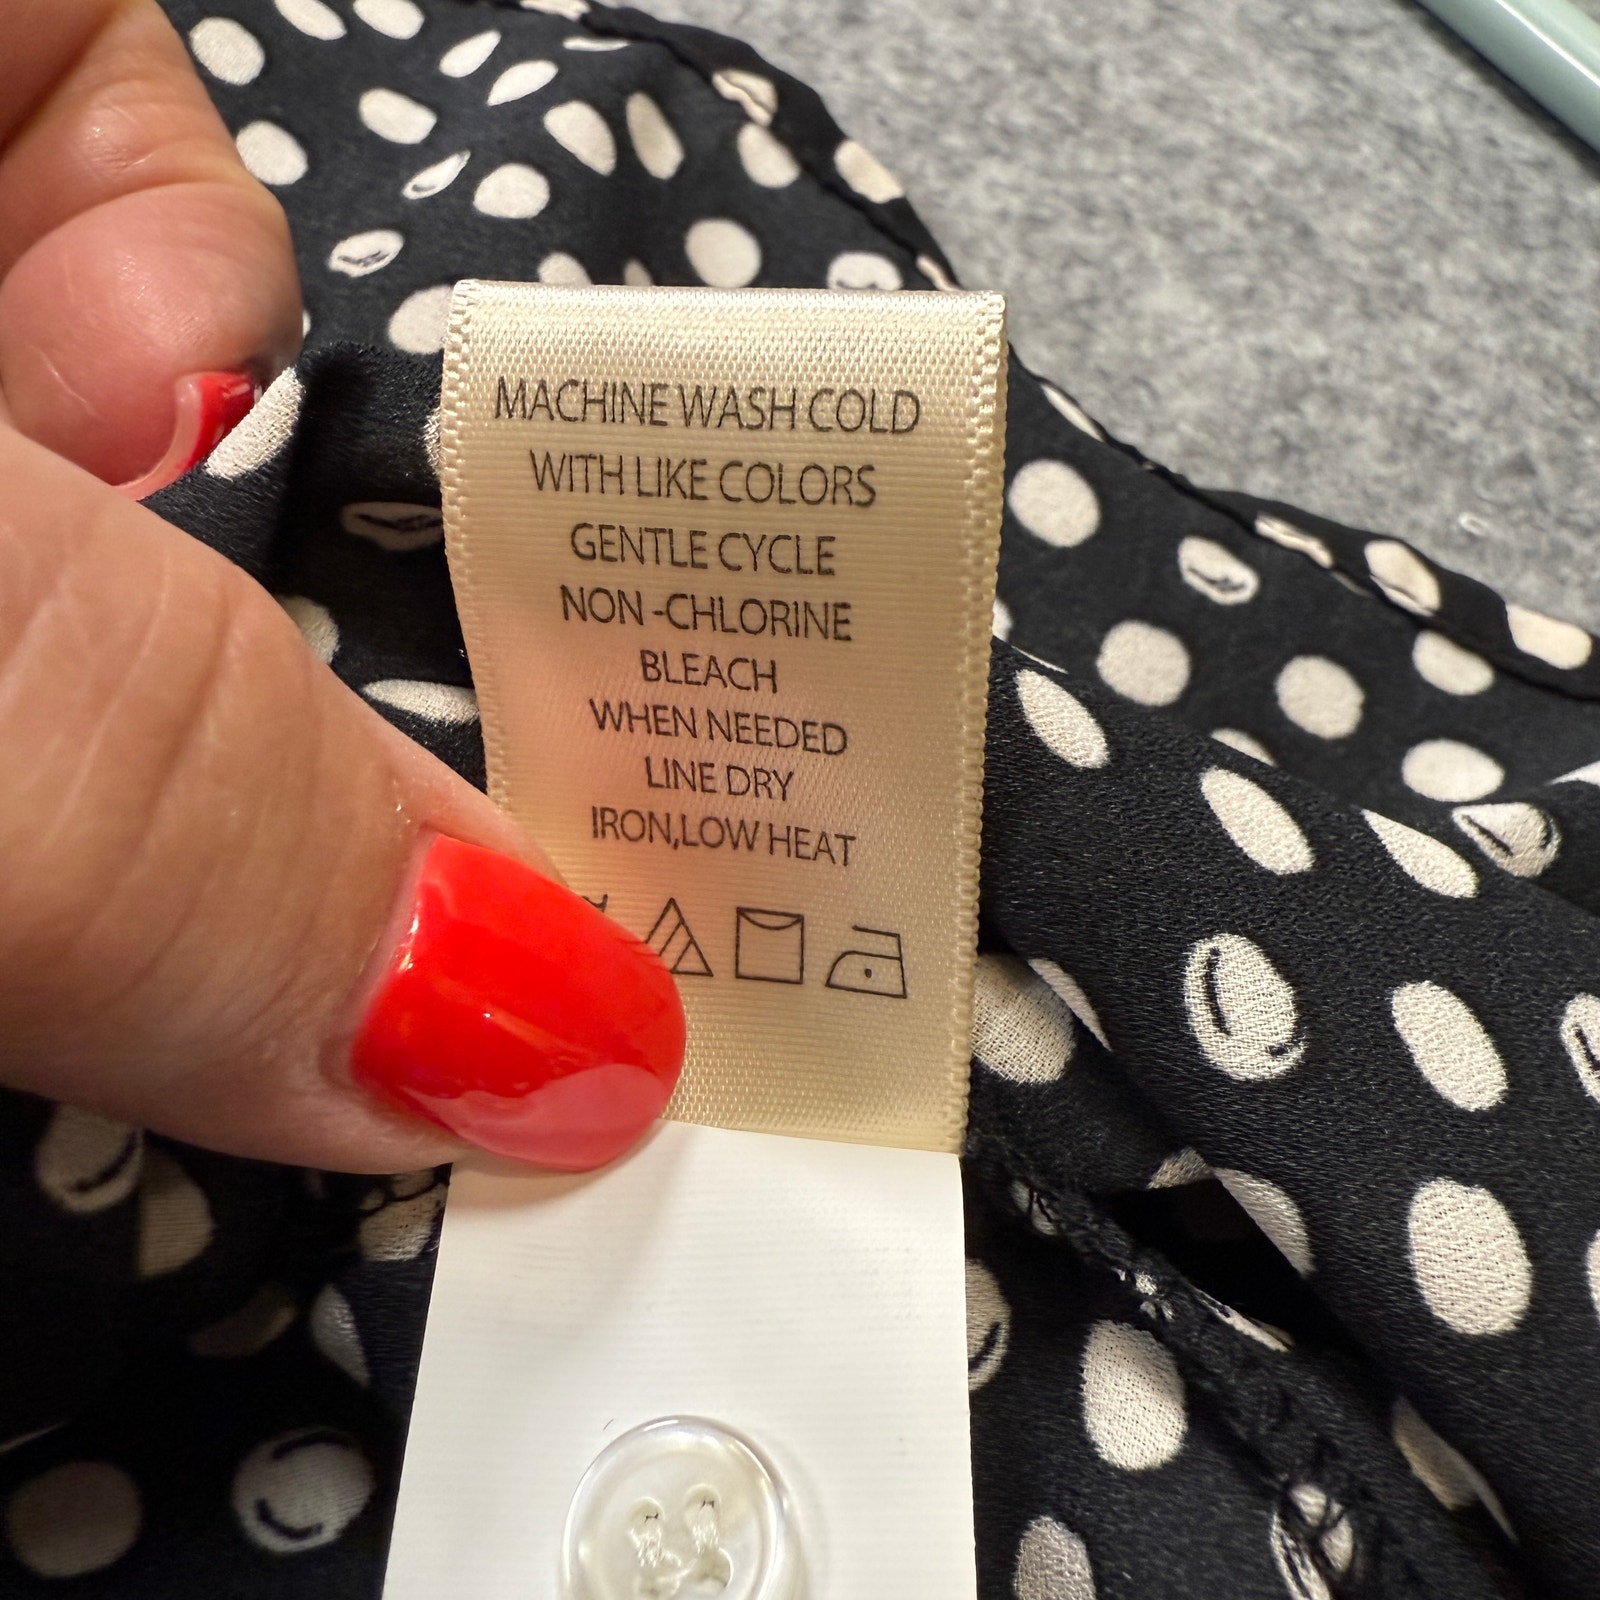 MACHINE WASH COLD
WITH LIKE COLORS
GENTLE CYCLE
NON-CHLORINE
BLEACH
WHEN NEEDED
LINE DRY
IRON,LOW HEAT